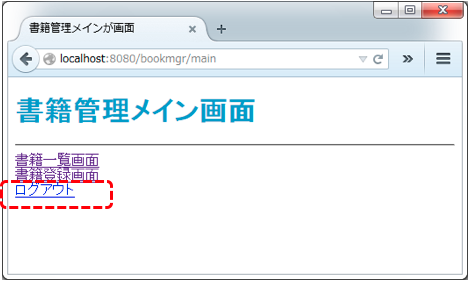 書籍管理メインが画面
localhost:8080/bookmgr/main
書籍管理メイン画面
書籍一覧画面
書籍登録画面
ログアウト